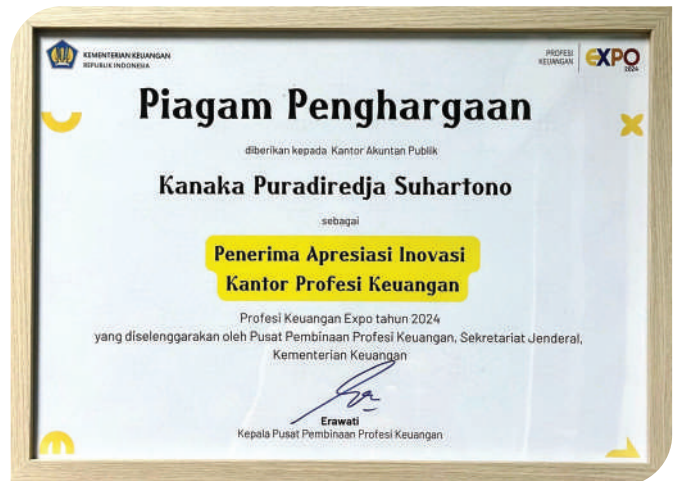 KEMENTERIAN KEUANGAN
REPUBLIK INDONESIA
PROFESI
KEUANGAN
EXPO
2024
Piagam Penghargaan
diberikan kepada Kantor Akuntan Publik
Kanaka Puradiredja Suhartono
sebagai
Penerima Apresiasi Inovasi
Kantor Profesi Keuangan
Profesi Keuangan Expo tahun 2024
yang diselenggarakan oleh Pusat Pembinaan Profesi Keuangan, Sekretariat Jenderal,
Kementerian Keuangan
Erawati
Kepala Pusat Pembinaan Profesi Keuangan